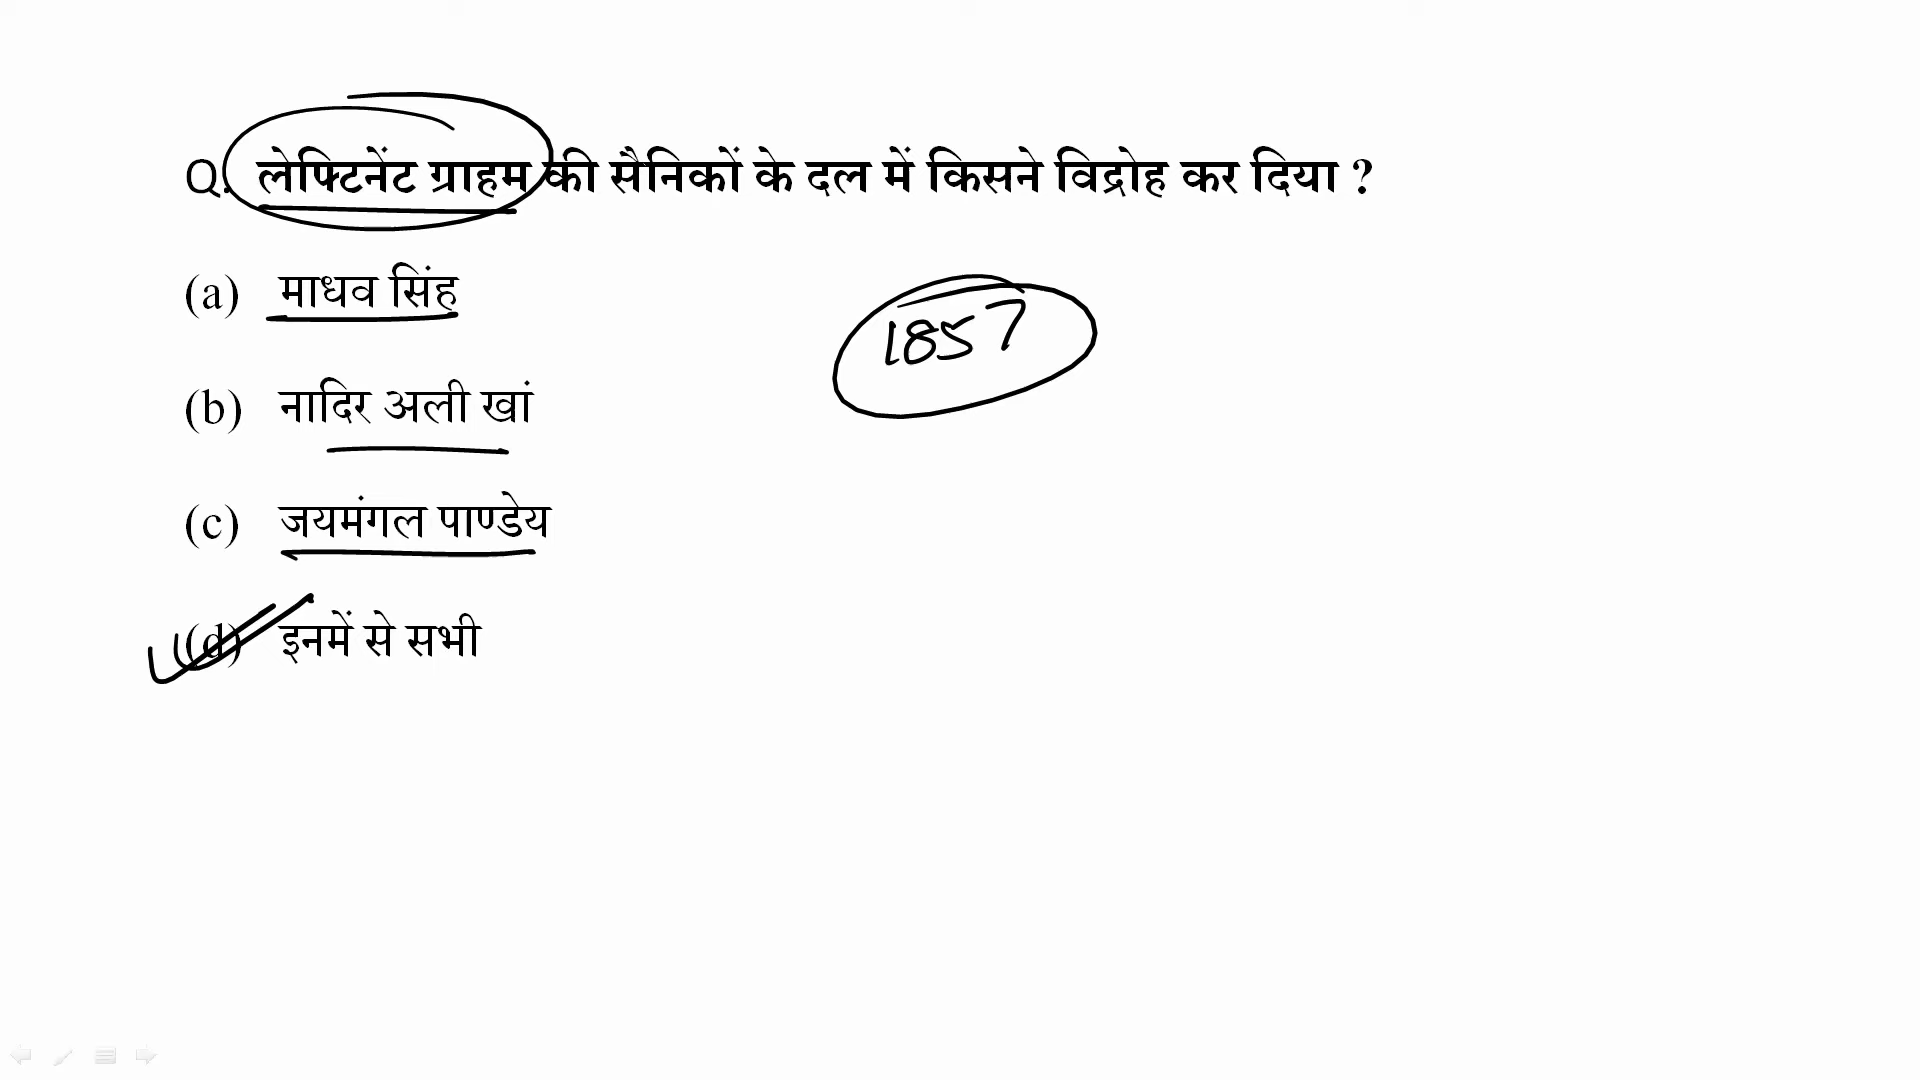 Q. लेफ्टिनेंट ग्राहम की सैनिकों के दल में किसने विद्रोह कर दिया ?
(a) माधव सिंह
1857
(b) नादिर अली खां
(c) जयमंगल पाण्डेय
(d) इनमें से सभी